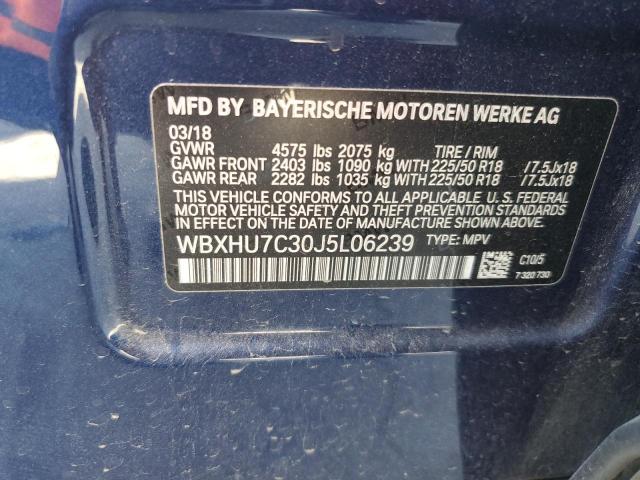 MFD BY BAYERISCHE MOTOREN WERKE AG
03/18
GVWR 4575 lbs 2075 kg TIRE / RIM
GAWR FRONT 2403 lbs 1090 kg WITH 225/50 R18 / 7.5Jx18
GAWR REAR 2282 lbs 1035 kg WITH 225/50 R18 / 7.5Jx18
THIS VEHICLE CONFORMS TO ALL APPLICABLE U. S. FEDERAL
MOTOR VEHICLE SAFETY AND THEFT PREVENTION STANDARDS
IN EFFECT ON THE DATE OF MANUFACTURE SHOWN ABOVE.
WBXHU7C30J5L06239 TYPE: MPV
C10/5
7 320 730